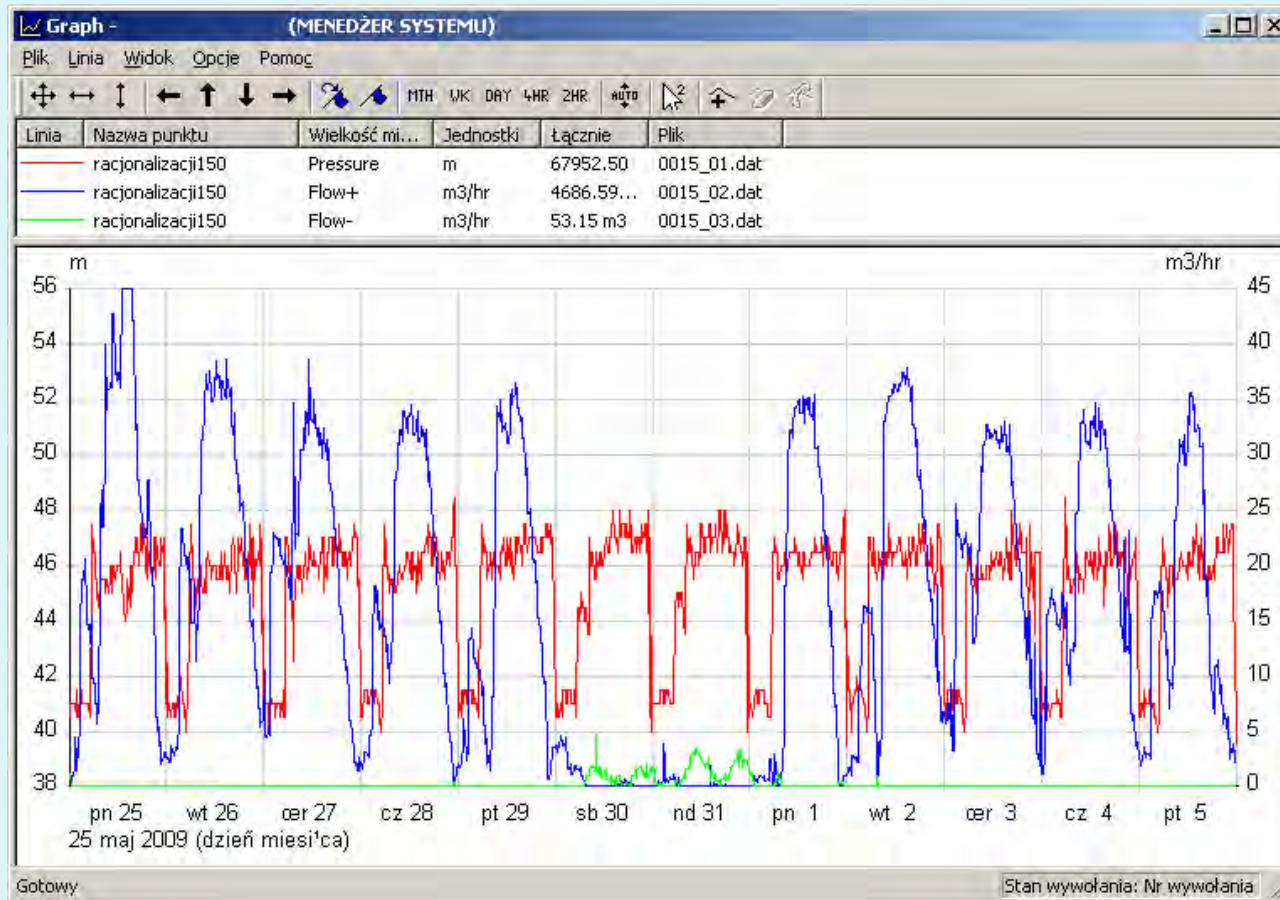 Graph - (MENEDŻER SYSTEMU)
Plik Linia Widok Opcje Pomoc
MTH WK DAY 4HR 2HR AUTO 2
Linia Nazwa punktu Wielkość mi... Jednostki Łącznie Plik
racjonalizacji150 Pressure m 67952.50 0015_01.dat
racjonalizacji150 Flow+ m3/hr 4686.59... 0015_02.dat
racjonalizacji150 Flow- m3/hr 53.15 m3 0015_03.dat
m m3/hr
56 45
54 40
52 35
50 30
48 25
46 20
44 15
42 10
40 5
38 0
pn 25 wt 26 œr 27 cz 28 pt 29 sb 30 nd 31 pn 1 wt 2 œr 3 cz 4 pt 5
25 maj 2009 (dzień miesi¹ca)
Gotowy Stan wywołania: Nr wywołania